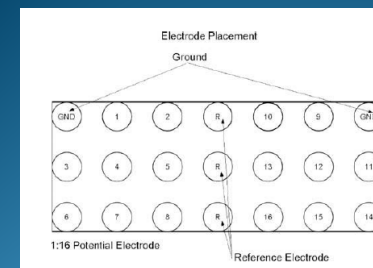 Electrode Placement
Ground
GND 1 2 R 10 9 GND
3 4 5 R 13 12 11
6 7 8 R 16 15 14
1:16 Potential Electrode
Reference Electrode